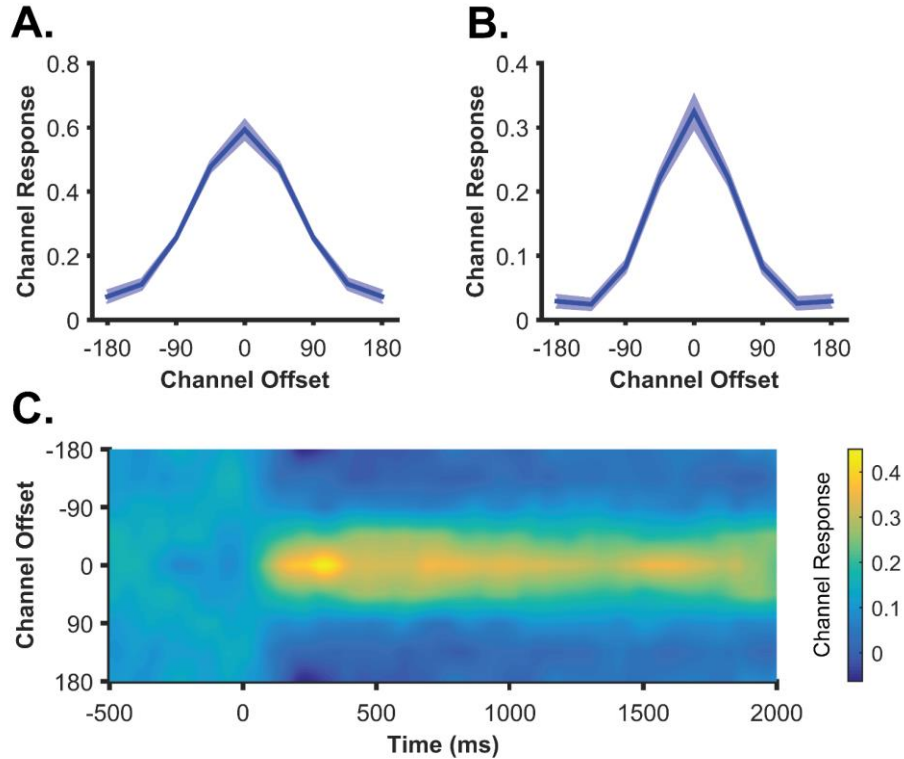 A.
B.
0.8
0.6
0.4
0.2
0
Channel Response
-180 -90 0 90 180
Channel Offset
0.4
0.3
0.2
0.1
0
Channel Response
-180 -90 0 90 180
Channel Offset
C.
-180
-90
0
90
180
Channel Offset
-500 0 500 1000 1500 2000
Time (ms)
Channel Response
0.4
0.3
0.2
0.1
0